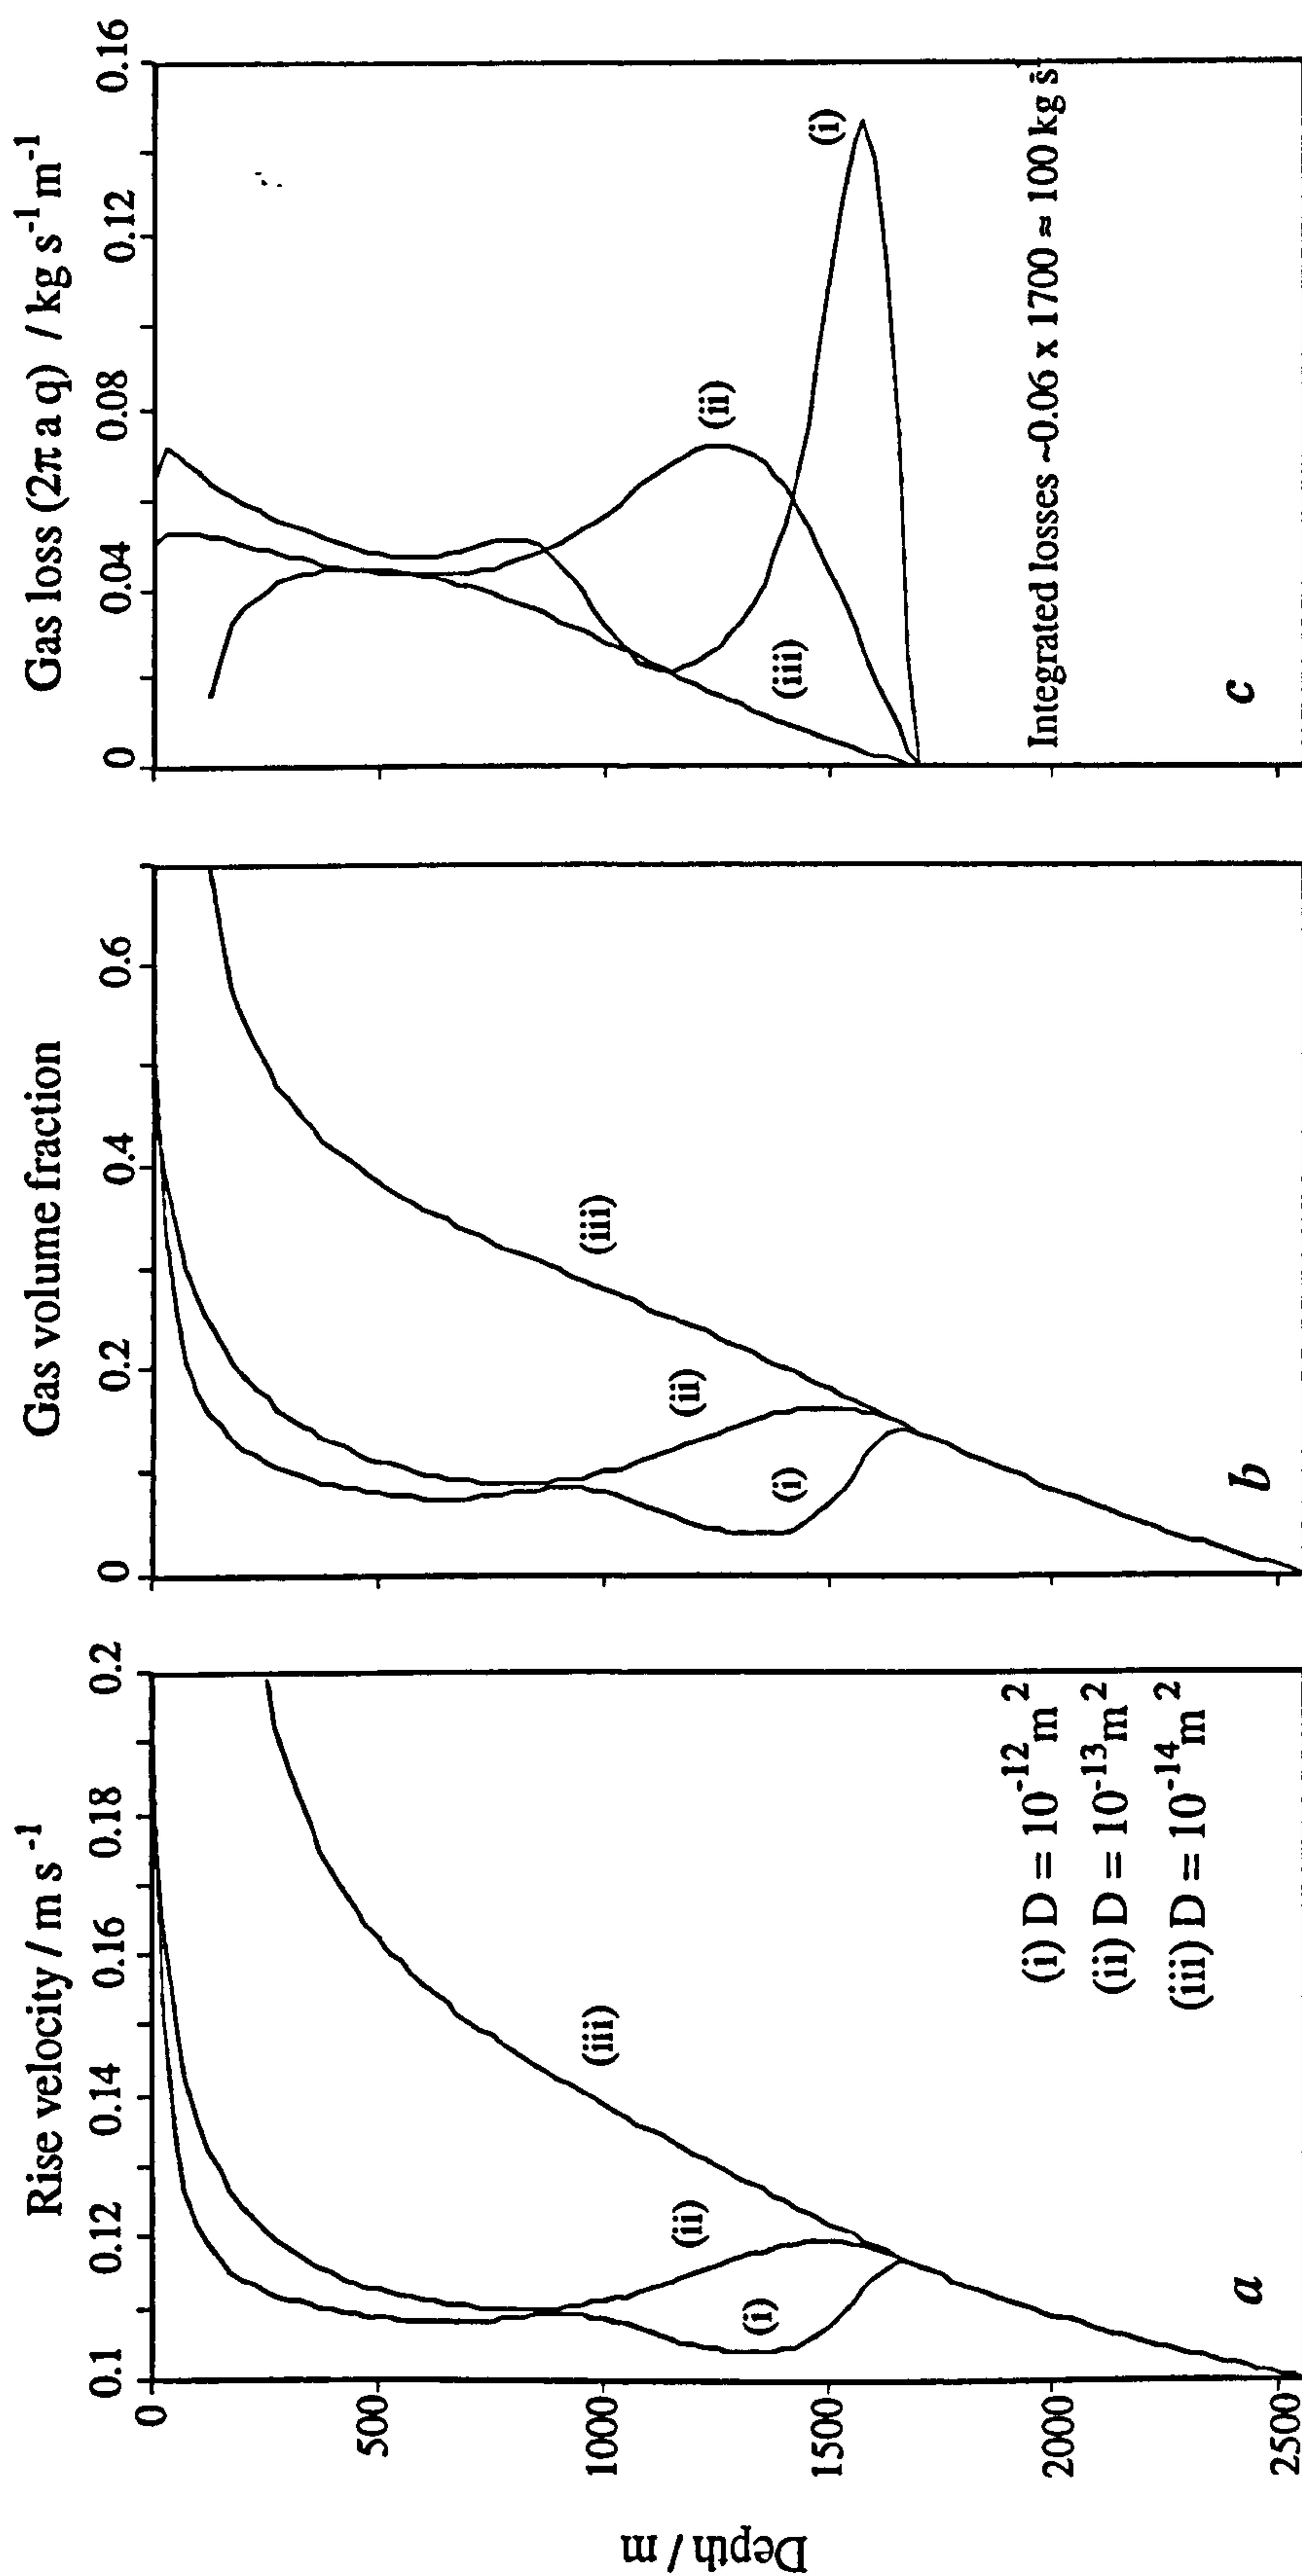 Rise velocity / m s⁻¹
0.1 0.12 0.14 0.16 0.18 0.2
Depth / m
0
500
1000
1500
2000
2500
(i)
(ii)
(iii)
(i) D = 10⁻¹² m²
(ii) D = 10⁻¹³ m²
(iii) D = 10⁻¹⁴ m²
a
Gas volume fraction
0 0.2 0.4 0.6
(i)
(ii)
(iii)
b
Gas loss (2π a q) / kg s⁻¹ m⁻¹
0 0.04 0.08 0.12 0.16
(i)
(ii)
(iii)
Integrated losses ~0.06 x 1700 ≈ 100 kg s
c